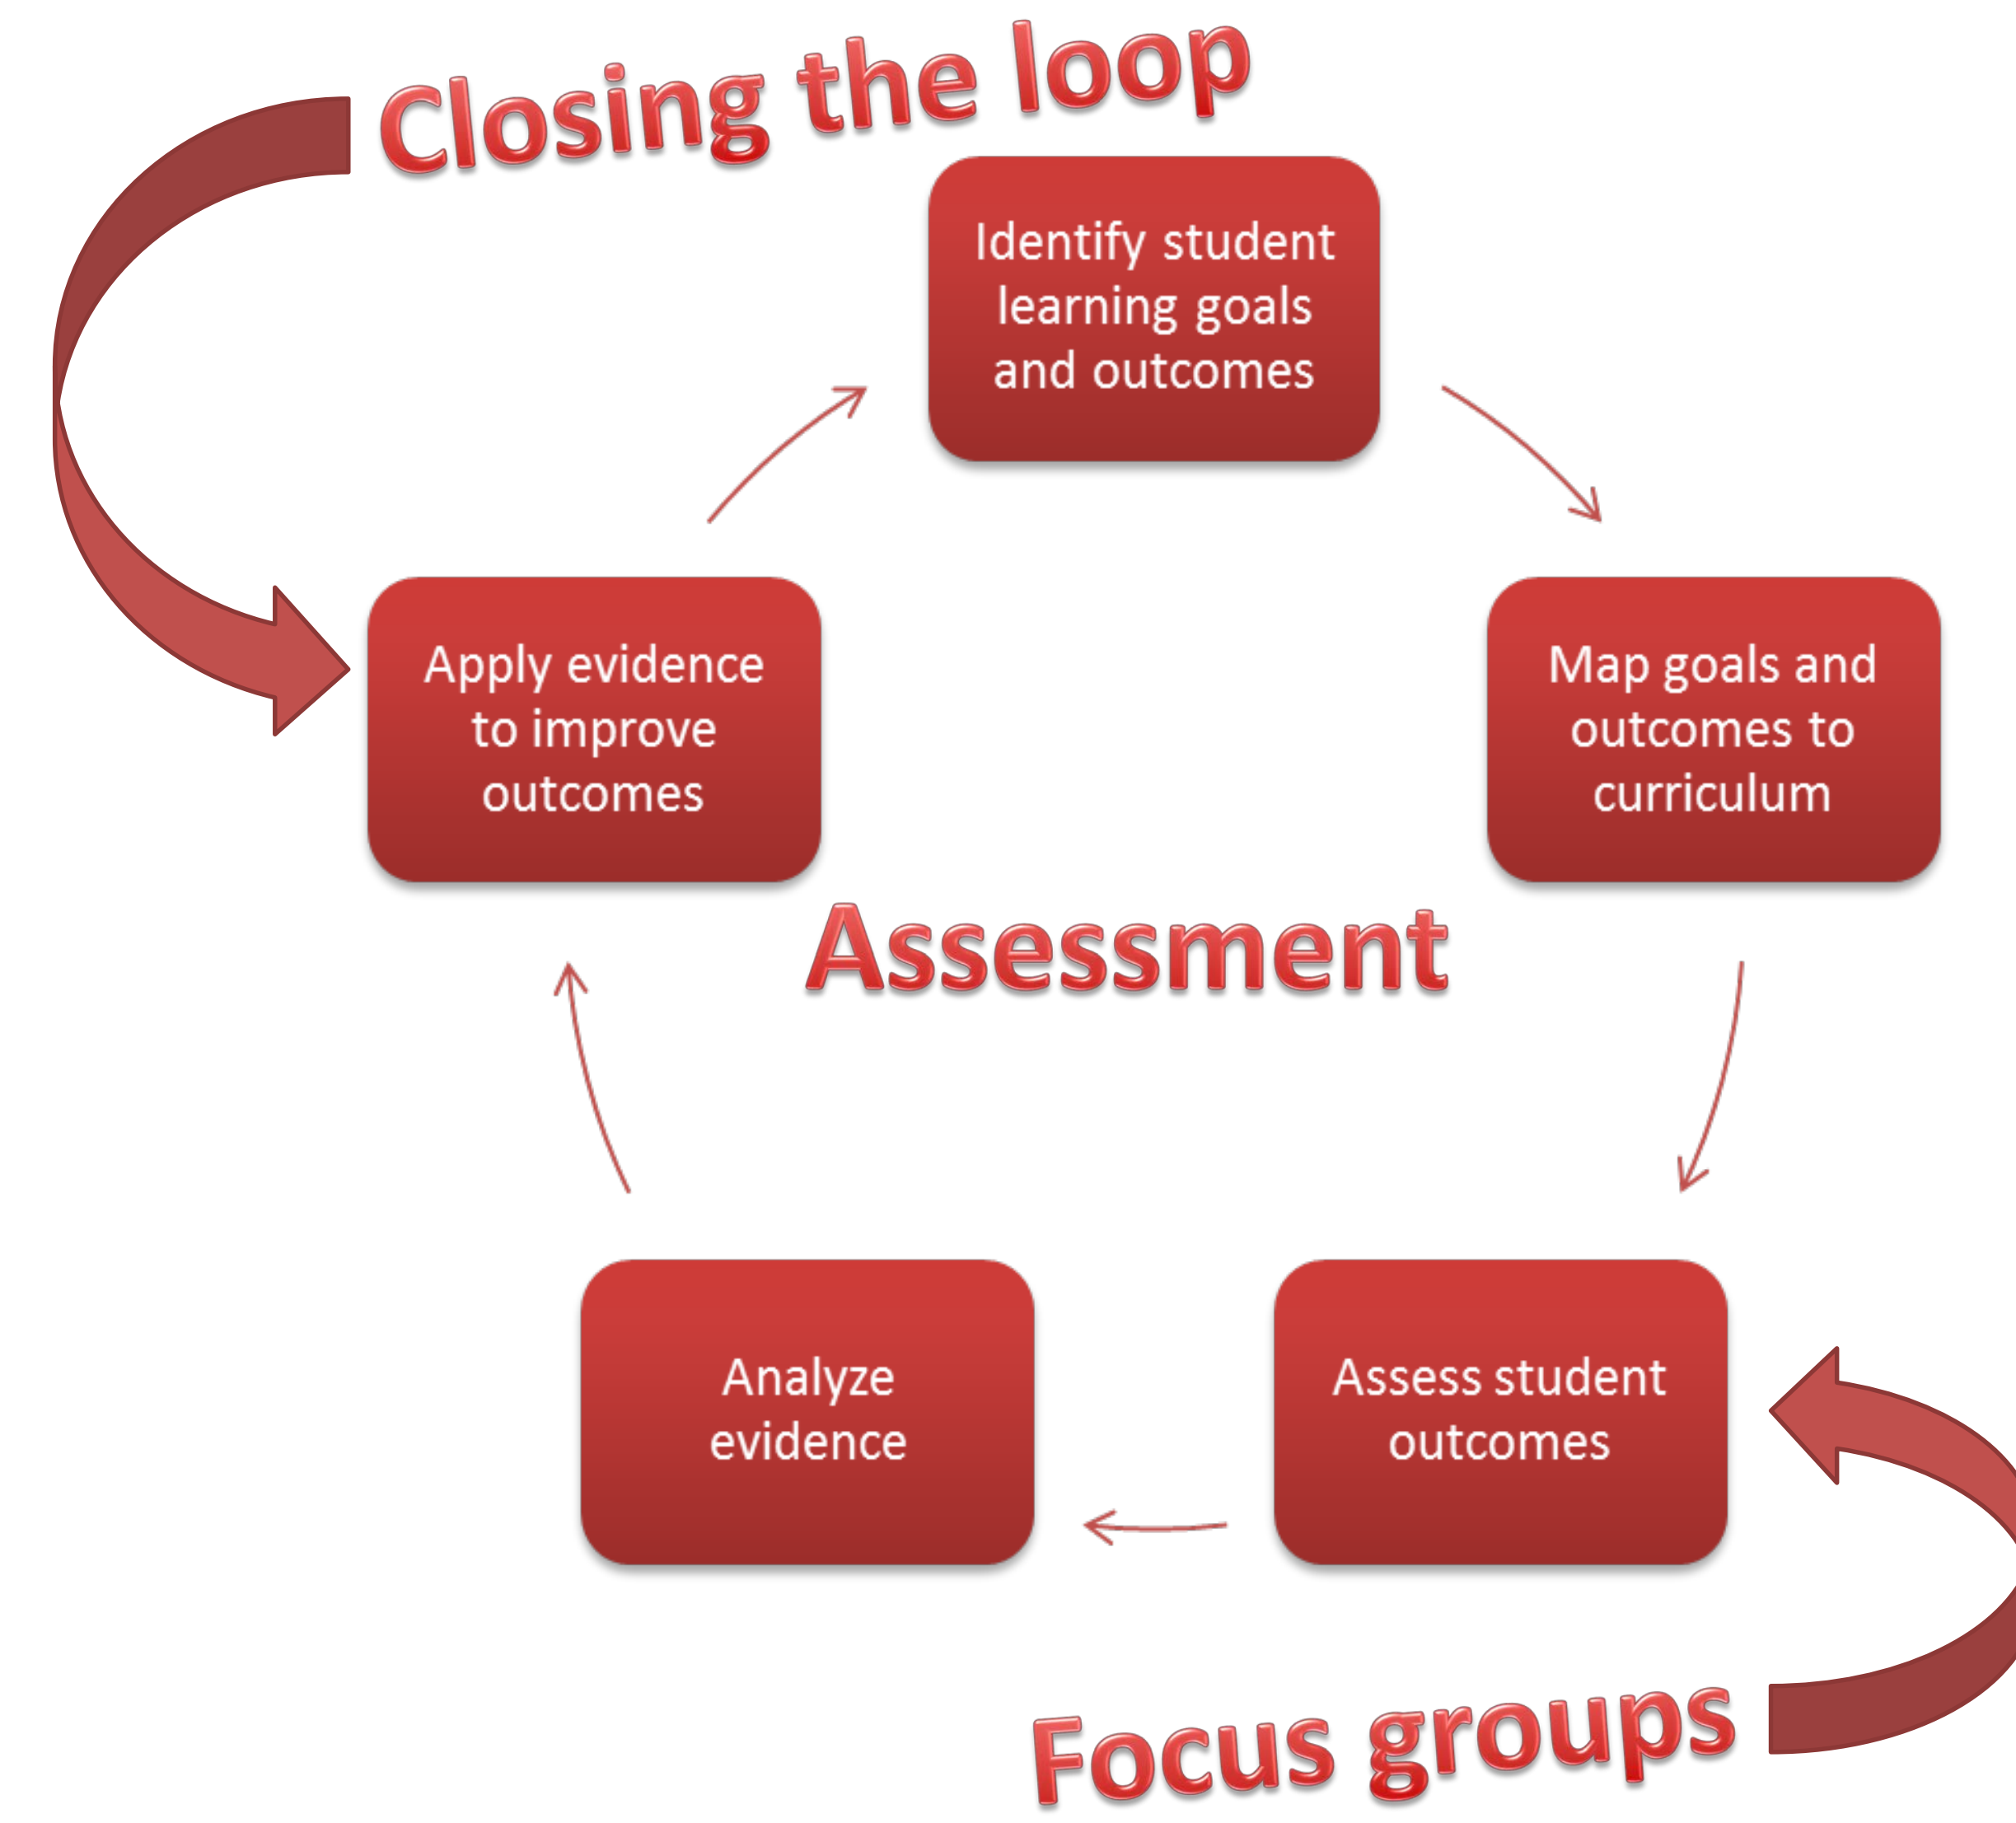 Closing the loop
Identify student
learning goals
and outcomes
Apply evidence
to improve
outcomes
Map goals and
outcomes to
curriculum
Assessment
Analyze
evidence
Assess student
outcomes
Focus groups